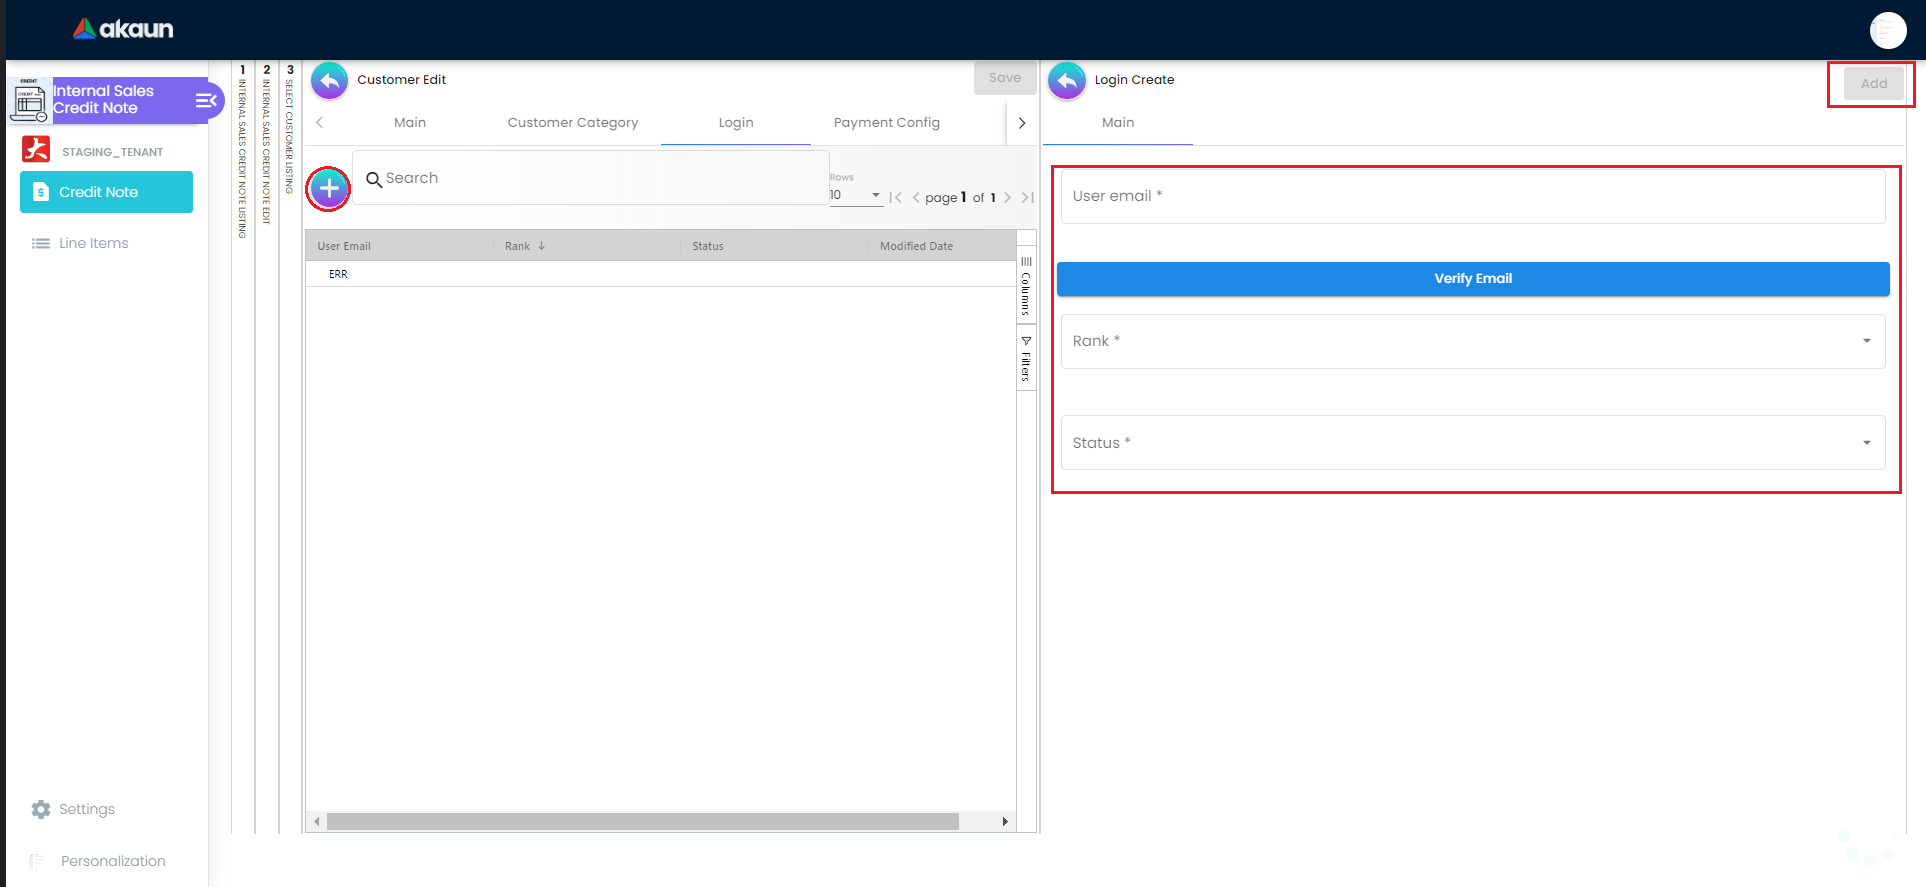 akaun
CREDIT
Internal Sales
Credit Note
STAGING_TENANT
Credit Note
Line Items
Settings
Personalization
1 INTERNAL SALES CREDIT NOTE LISTING
2 INTERNAL SALES CREDIT NOTE EDIT
3 SELECT CUSTOMER LISTING
Customer Edit
Save
Main Customer Category Login Payment Config
Search
Rows
10
page 1 of 1
User Email Rank Status Modified Date
ERR
Columns
Filters
Login Create
Add
Main
User email *
Verify Email
Rank *
Status *